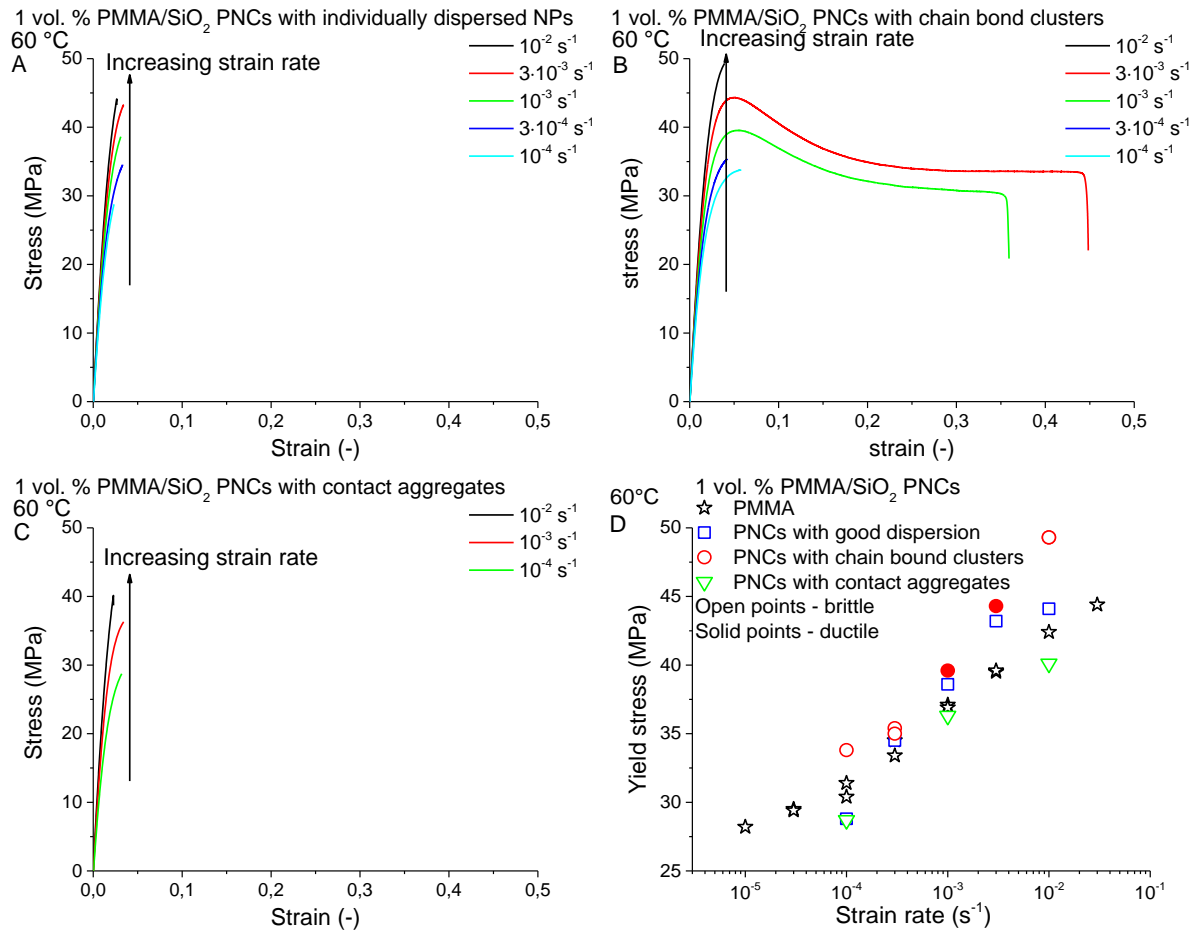 1 vol. % PMMA/SiO₂ PNCs with individually dispersed NPs
60 °C
A
Increasing strain rate
10⁻² s⁻¹
3·10⁻³ s⁻¹
10⁻³ s⁻¹
3·10⁻⁴ s⁻¹
10⁻⁴ s⁻¹
50
40
30
20
10
0
Stress (MPa)
0,0 0,1 0,2 0,3 0,4 0,5
Strain (-)
1 vol. % PMMA/SiO₂ PNCs with chain bond clusters
60 °C
Increasing strain rate
B
10⁻² s⁻¹
3·10⁻³ s⁻¹
10⁻³ s⁻¹
3·10⁻⁴ s⁻¹
10⁻⁴ s⁻¹
50
40
30
20
10
0
stress (MPa)
0,0 0,1 0,2 0,3 0,4 0,5
strain (-)
1 vol. % PMMA/SiO₂ PNCs with contact aggregates
60 °C
C
Increasing strain rate
10⁻² s⁻¹
10⁻³ s⁻¹
10⁻⁴ s⁻¹
50
40
30
20
10
0
Stress (MPa)
0,0 0,1 0,2 0,3 0,4 0,5
Strain (-)
60°C 1 vol. % PMMA/SiO₂ PNCs
D
PMMA
PNCs with good dispersion
PNCs with chain bound clusters
PNCs with contact aggregates
Open points - brittle
Solid points - ductile
50
45
40
35
30
25
Yield stress (MPa)
10⁻⁵ 10⁻⁴ 10⁻³ 10⁻² 10⁻¹
Strain rate (s⁻¹)